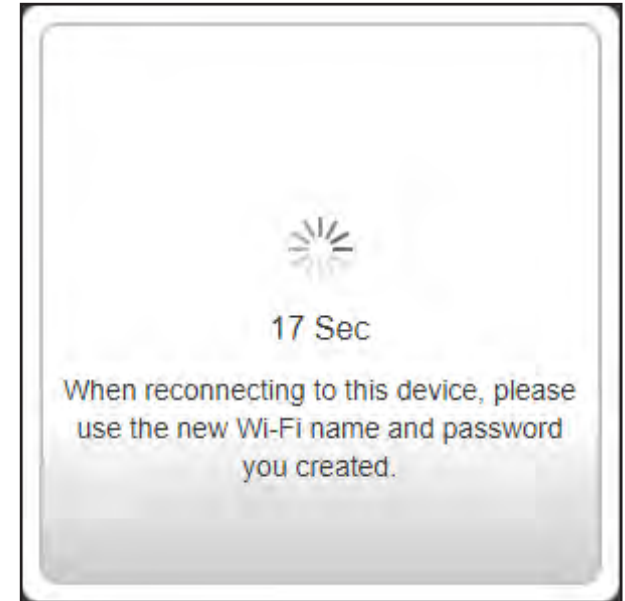 17 Sec
When reconnecting to this device, please
use the new Wi-Fi name and password
you created.